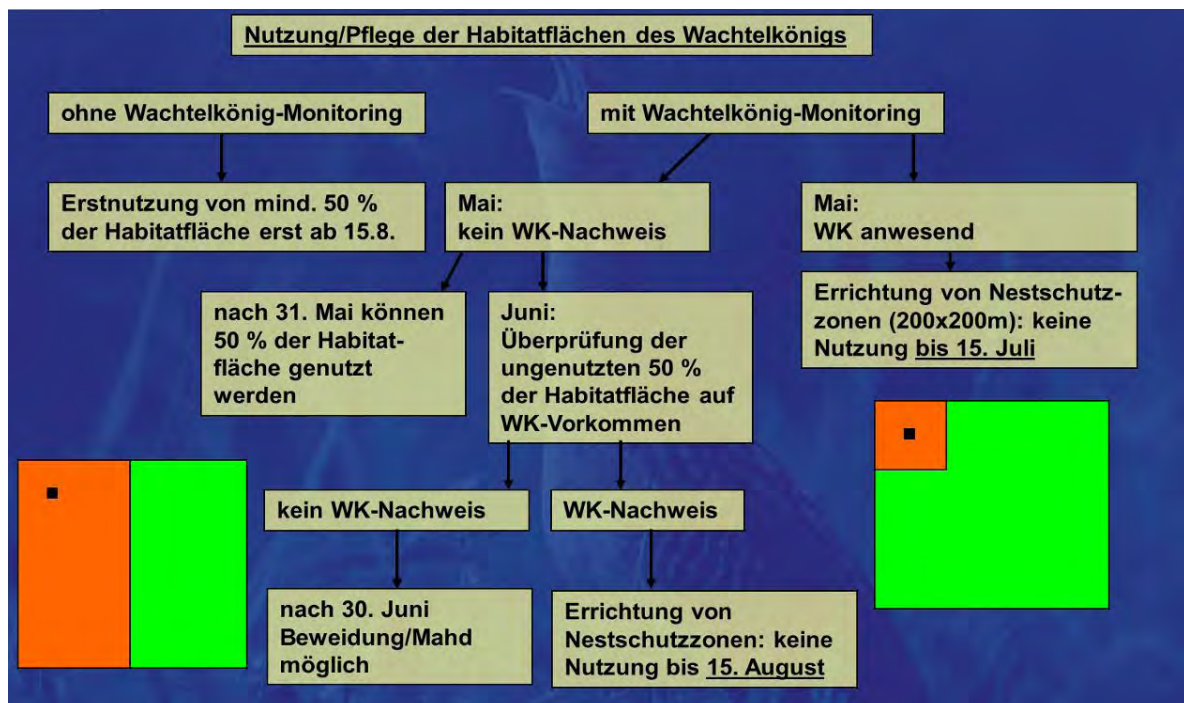 Nutzung/Pflege der Habitatflächen des Wachtelkönigs
ohne Wachtelkönig-Monitoring
mit Wachtelkönig-Monitoring
Erstnutzung von mind. 50 %
der Habitatfläche erst ab 15.8.
Mai:
kein WK-Nachweis
Mai:
WK anwesend
nach 31. Mai können
50 % der Habitat-
fläche genutzt
werden
Juni:
Überprüfung der
ungenutzten 50 %
der Habitatfläche auf
WK-Vorkommen
Errichtung von Nestschutz-
zonen (200x200m): keine
Nutzung bis 15. Juli
kein WK-Nachweis
WK-Nachweis
nach 30. Juni
Beweidung/Mahd
möglich
Errichtung von
Nestschutzzonen: keine
Nutzung bis 15. August